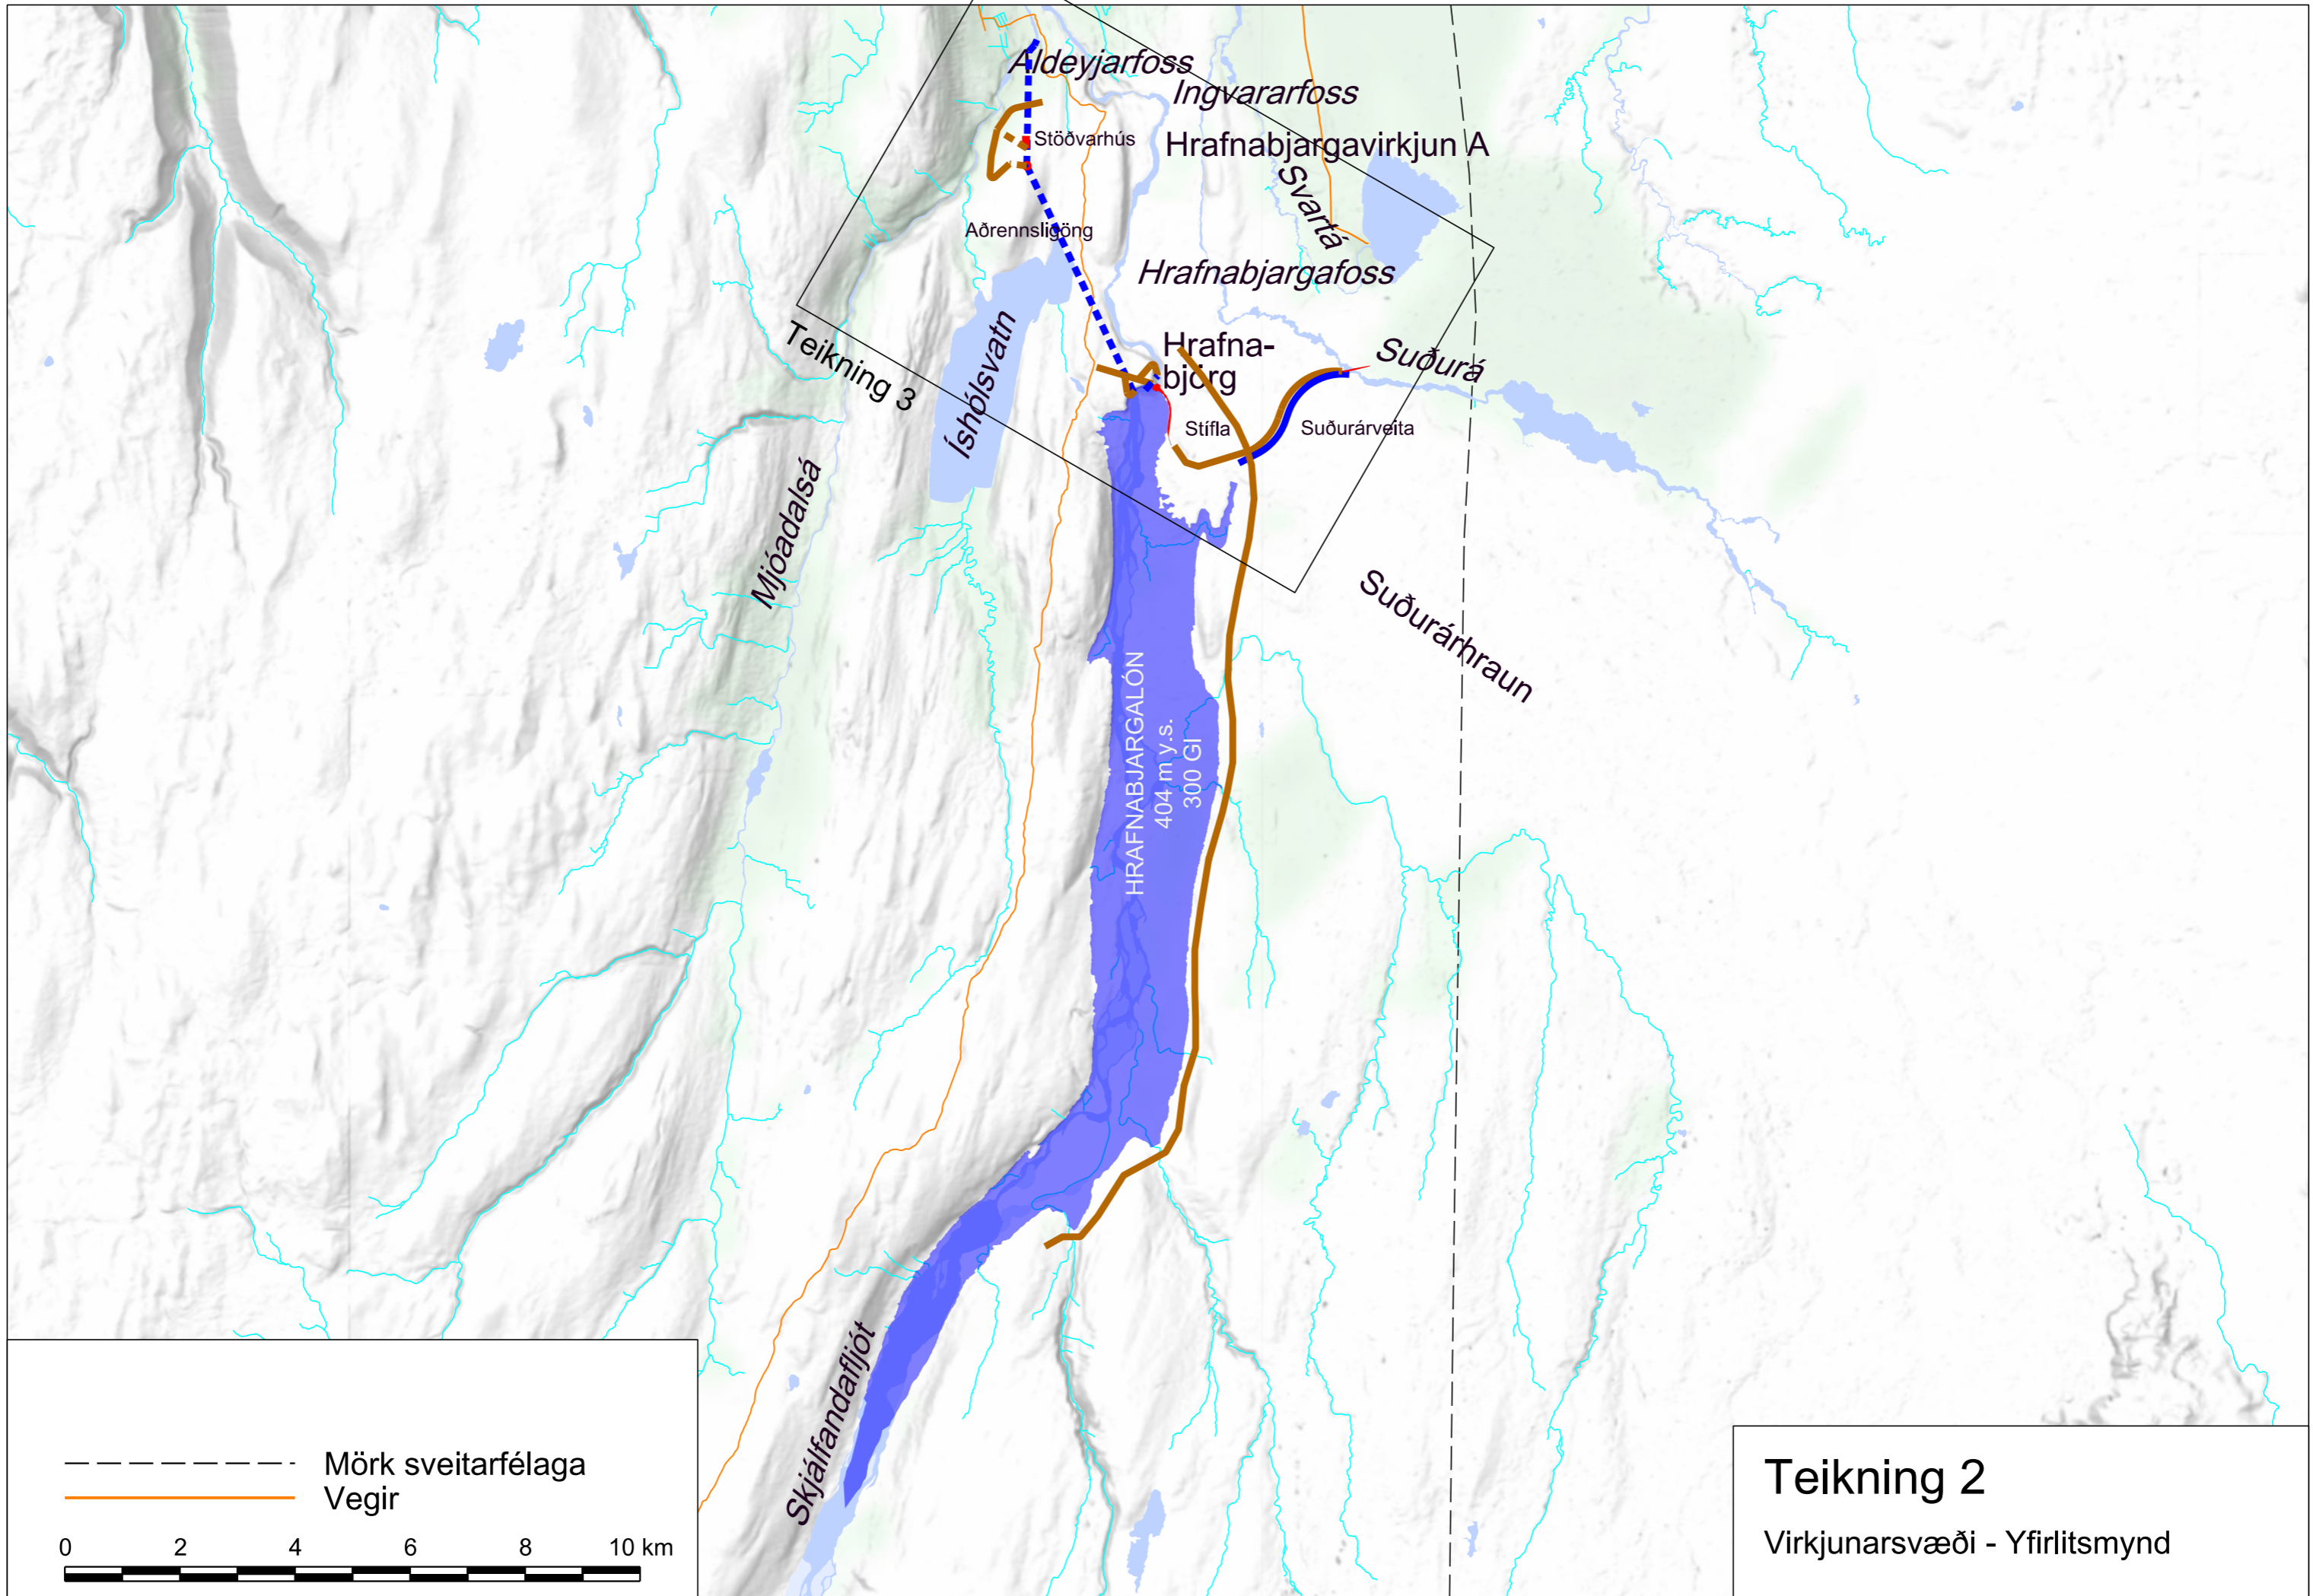 Aldeyjarfoss
Ingvararfoss
Stöðvarhús
Hrafnabjargavirkjun A
Svartá
Aðrennsligöng
Hrafnabjargafoss
Teikning 3
Íshólsvatn
Hrafna-
björg
Suðurá
Stífla
Suðurárveita
Mjóadalsá
Suðurárhraun
HRAFNABJARGALÓN
404 m y.s.
300 Gl
Skjálfandafljót
Mörk sveitarfélaga
Vegir
0 2 4 6 8 10 km
Teikning 2
Virkjunarsvæði - Yfirlitsmynd